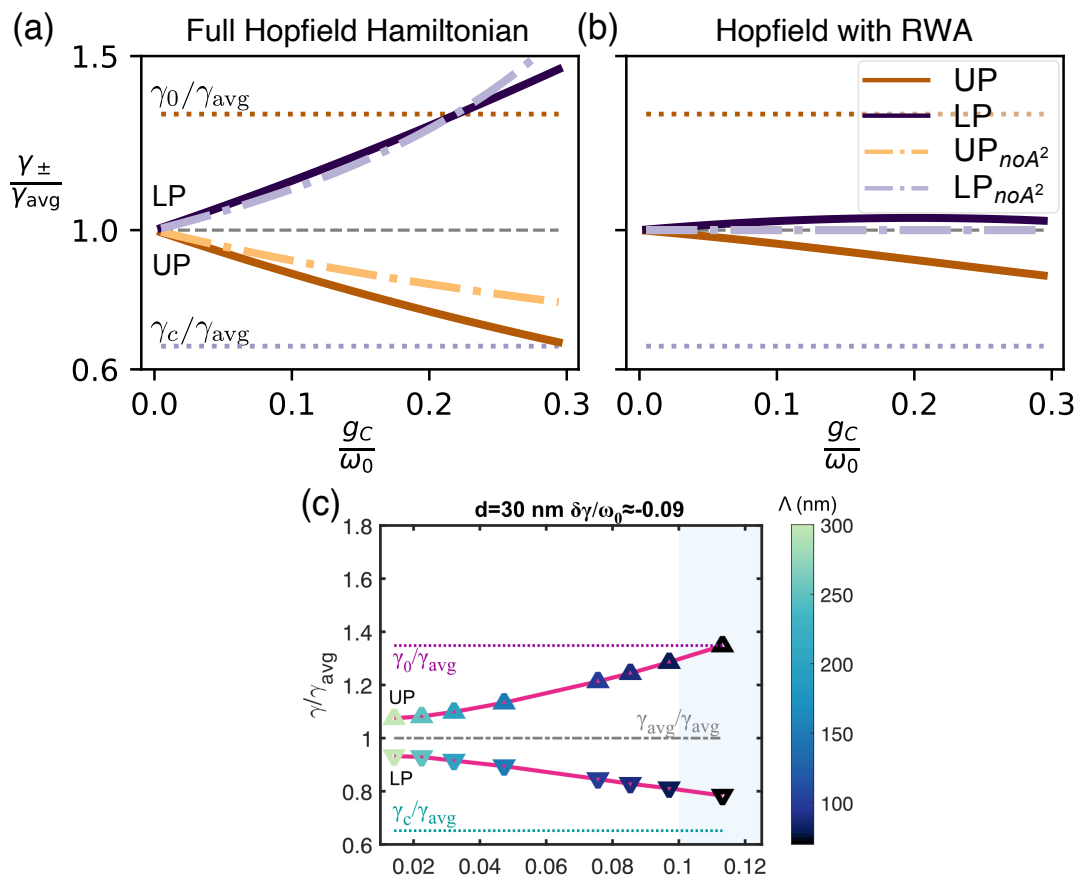 (a) Full Hopfield Hamiltonian
1.5
γ₀/γavg
γ±/γavg
LP
1.0
UP
γc/γavg
0.6
0.0 0.1 0.2 0.3
gC/ω₀
(b) Hopfield with RWA
UP
LP
UPnoA²
LPnoA²
0.0 0.1 0.2 0.3
gC/ω₀
(c) d=30 nm δγ/ω₀≈-0.09
1.8
1.6
1.4
1.2
1
0.8
0.6
γ/γavg
γ₀/γavg
UP
γavg/γavg
LP
γc/γavg
0.02 0.04 0.06 0.08 0.1 0.12
Λ (nm)
300
250
200
150
100